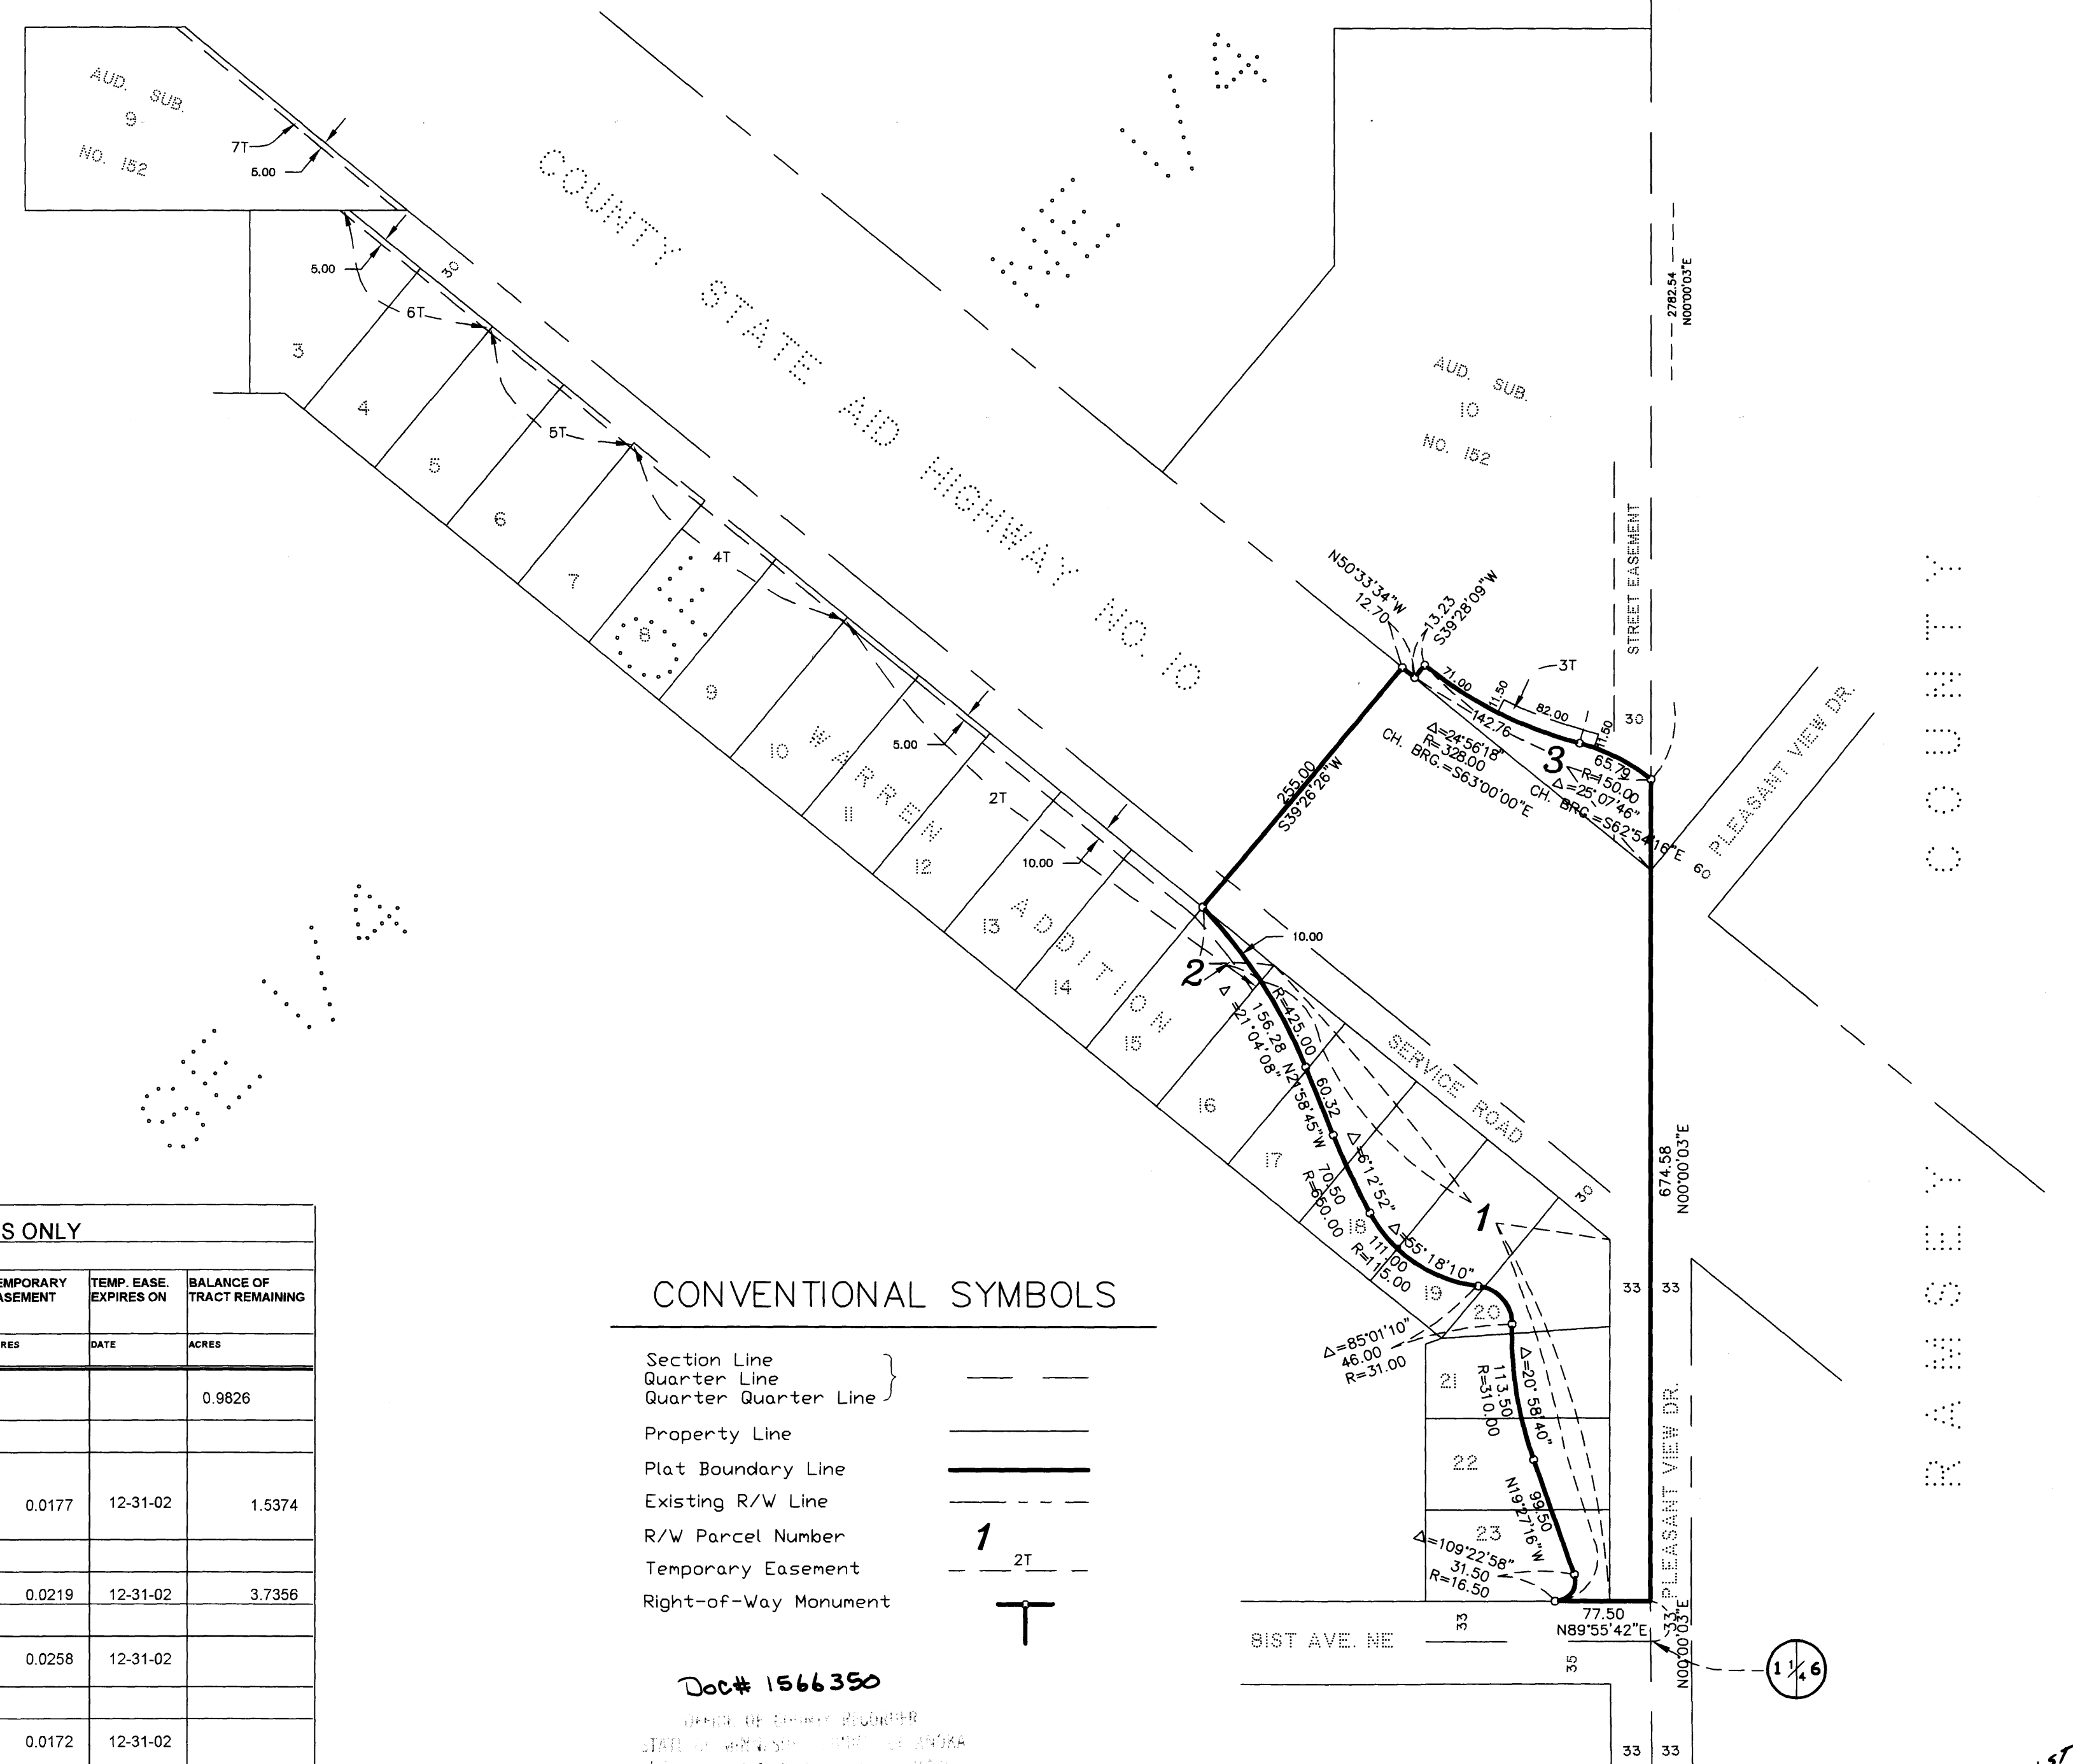 AUD. SUB.
9
NO. 152
7T
5.00
5.00
30
6T
5T
4T
3
4
5
6
7
8
9
10
11
12
13
14
15
16
17
18
19
20
21
22
23
GLE
WARREN
ADDITION
COUNTY STATE AID HIGHWAY NO. 10
NE 1/4
SE 1/4
AUD. SUB.
10
NO. 152
2782.54
N00°00'03"E
STREET EASEMENT
30
N50°33'34"W
12.70
13.23
S39°28'09"W
71.00
11.50
82.00
11.50
3T
142.76
Δ=24°56'18"
R=328.00
CH. BRG.=S63°00'00"E
3
65.79
R=150.00
Δ=25°07'46"
CH. BRG.=S62°54'16"E
60
PLEASANT VIEW DR.
255.00
S39°26'26"W
5.00
2T
10.00
10.00
2
R=425.00
156.28
Δ=21°04'08"
60.32
N21°58'45"W
Δ=6°12'52"
70.50
R=650.00
Δ=55°18'10"
111.00
R=115.00
SERVICE ROAD
30
1
Δ=85°01'10"
46.00
R=31.00
Δ=20°58'40"
113.50
R=310.00
99.50
N19°27'16"W
Δ=109°22'58"
31.50
R=16.50
674.58
N00°00'03"E
33 33
PLEASANT VIEW DR.
77.50
N89°55'42"E
33
N00°00'03"E
33
81ST AVE. NE
35
1 1/4 6
33 33
RAMSEY COUNTY
S ONLY
EMPORARY
ASEMENT
TEMP. EASE.
EXPIRES ON
BALANCE OF
TRACT REMAINING
RES DATE ACRES
0.9826
0.0177 12-31-02 1.5374
0.0219 12-31-02 3.7356
0.0258 12-31-02
0.0172 12-31-02
CONVENTIONAL SYMBOLS
Section Line
Quarter Line
Quarter Quarter Line
Property Line
Plat Boundary Line
Existing R/W Line
R/W Parcel Number 1
Temporary Easement 2T
Right-of-Way Monument
Doc# 1566350
OFFICE OF COUNTY RECORDER